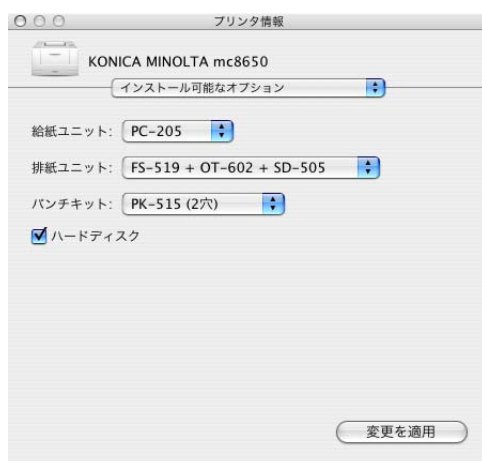 プリンタ情報
KONICA MINOLTA mc8650
インストール可能なオプション
給紙ユニット: PC-205
排紙ユニット: FS-519 + OT-602 + SD-505
パンチキット: PK-515 (2穴)
ハードディスク
変更を適用